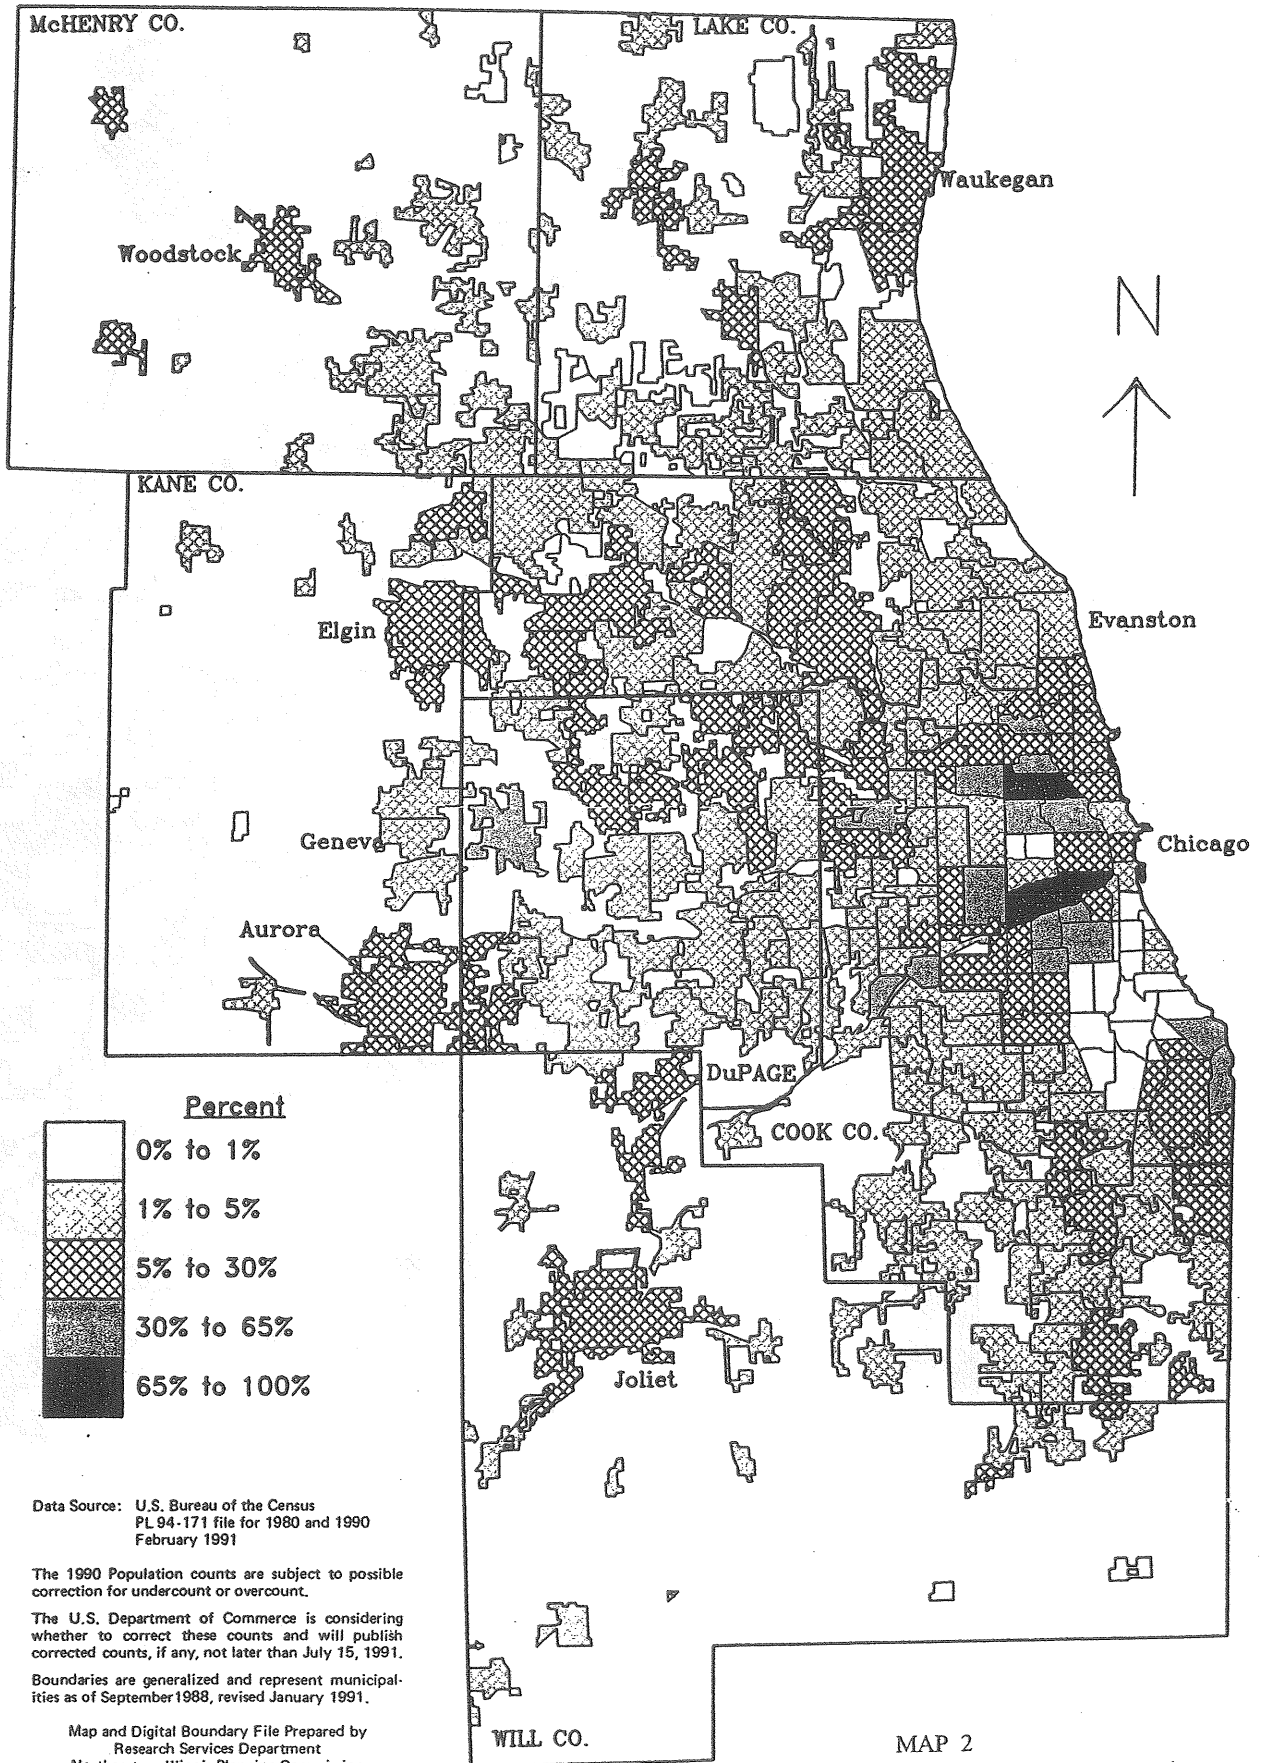 McHENRY CO.
LAKE CO.
Waukegan
Woodstock
N
KANE CO.
Elgin
Evanston
Geneva
Chicago
Aurora
DuPAGE
COOK CO.
Percent
0% to 1%
1% to 5%
5% to 30%
30% to 65%
65% to 100%
Joliet
Data Source: U.S. Bureau of the Census
PL 94-171 file for 1980 and 1990
February 1991
The 1990 Population counts are subject to possible
correction for undercount or overcount.
The U.S. Department of Commerce is considering
whether to correct these counts and will publish
corrected counts, if any, not later than July 15, 1991.
Boundaries are generalized and represent municipal-
ities as of September 1988, revised January 1991.
Map and Digital Boundary File Prepared by
Research Services Department
WILL CO.
MAP 2